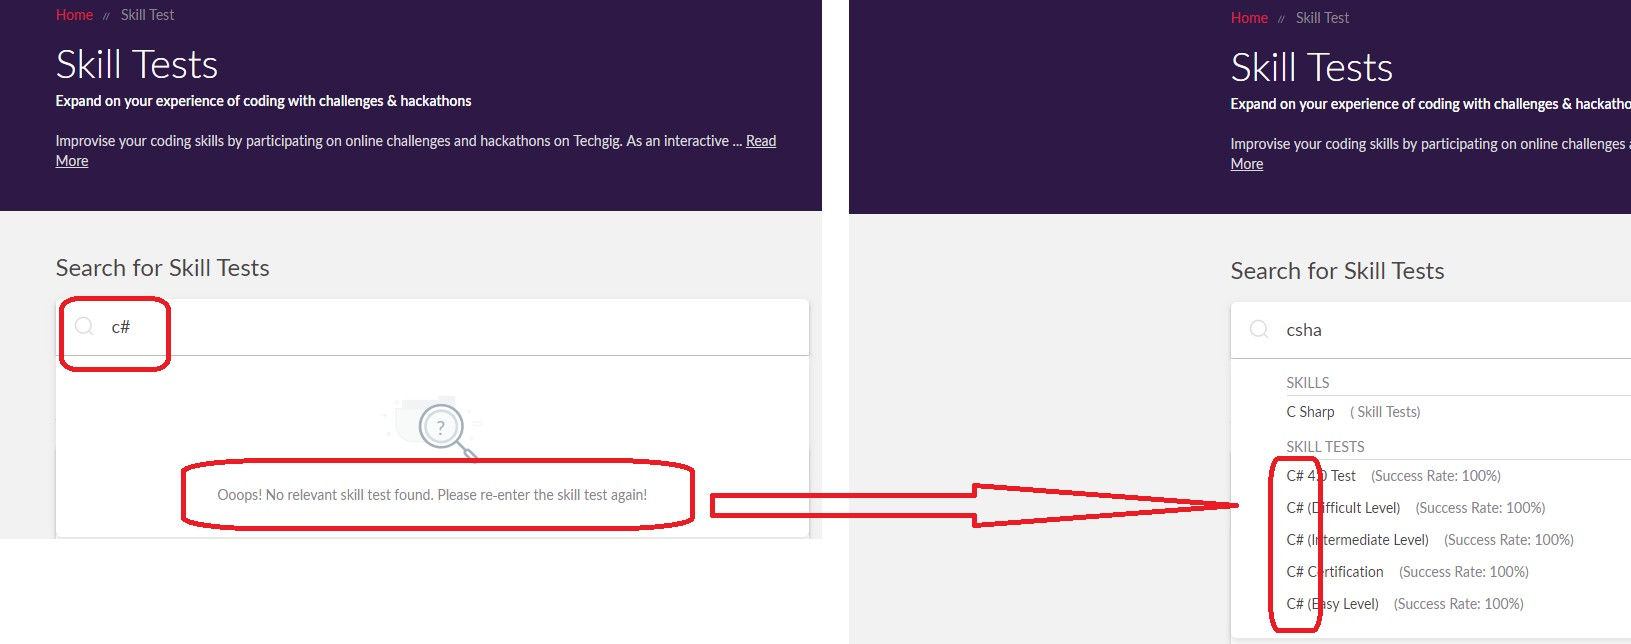 Home // Skill Test
Skill Tests
Expand on your experience of coding with challenges & hackathons
Improvise your coding skills by participating on online challenges and hackathons on Techgig. As an interactive ... Read
More
Search for Skill Tests
c#
?
Ooops! No relevant skill test found. Please re-enter the skill test again!
Home // Skill Test
Skill Tests
Expand on your experience of coding with challenges & hackatho
Improvise your coding skills by participating on online challenges
More
Search for Skill Tests
csha
SKILLS
C Sharp ( Skill Tests)
SKILL TESTS
C# 4.0 Test (Success Rate: 100%)
C# (Difficult Level) (Success Rate: 100%)
C# (Intermediate Level) (Success Rate: 100%)
C# Certification (Success Rate: 100%)
C# (Easy Level) (Success Rate: 100%)